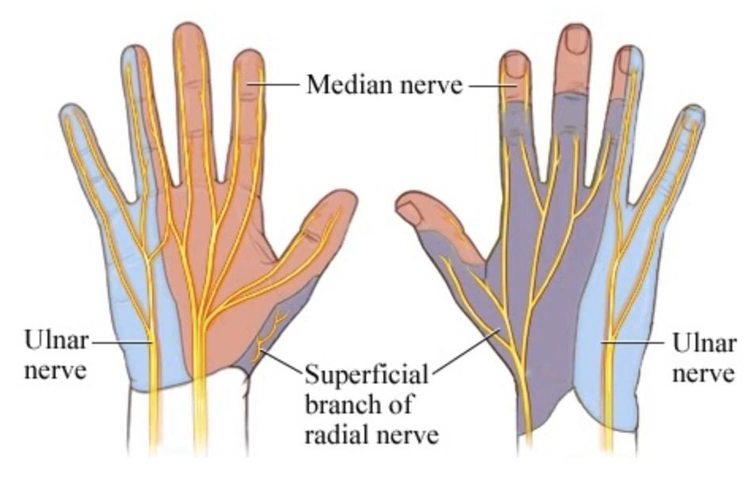 Median nerve
Ulnar
nerve
Ulnar
nerve
Superficial
branch of
radial nerve